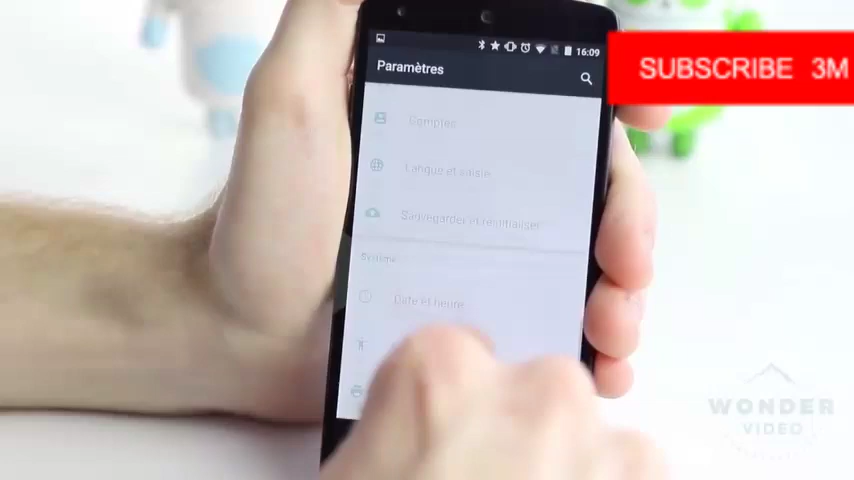 16:09
Paramètres
SUBSCRIBE 3M
Comptes
Langue et saisie
Sauvegarder et réinitialiser
Système
Date et heure
WONDER
VIDEO